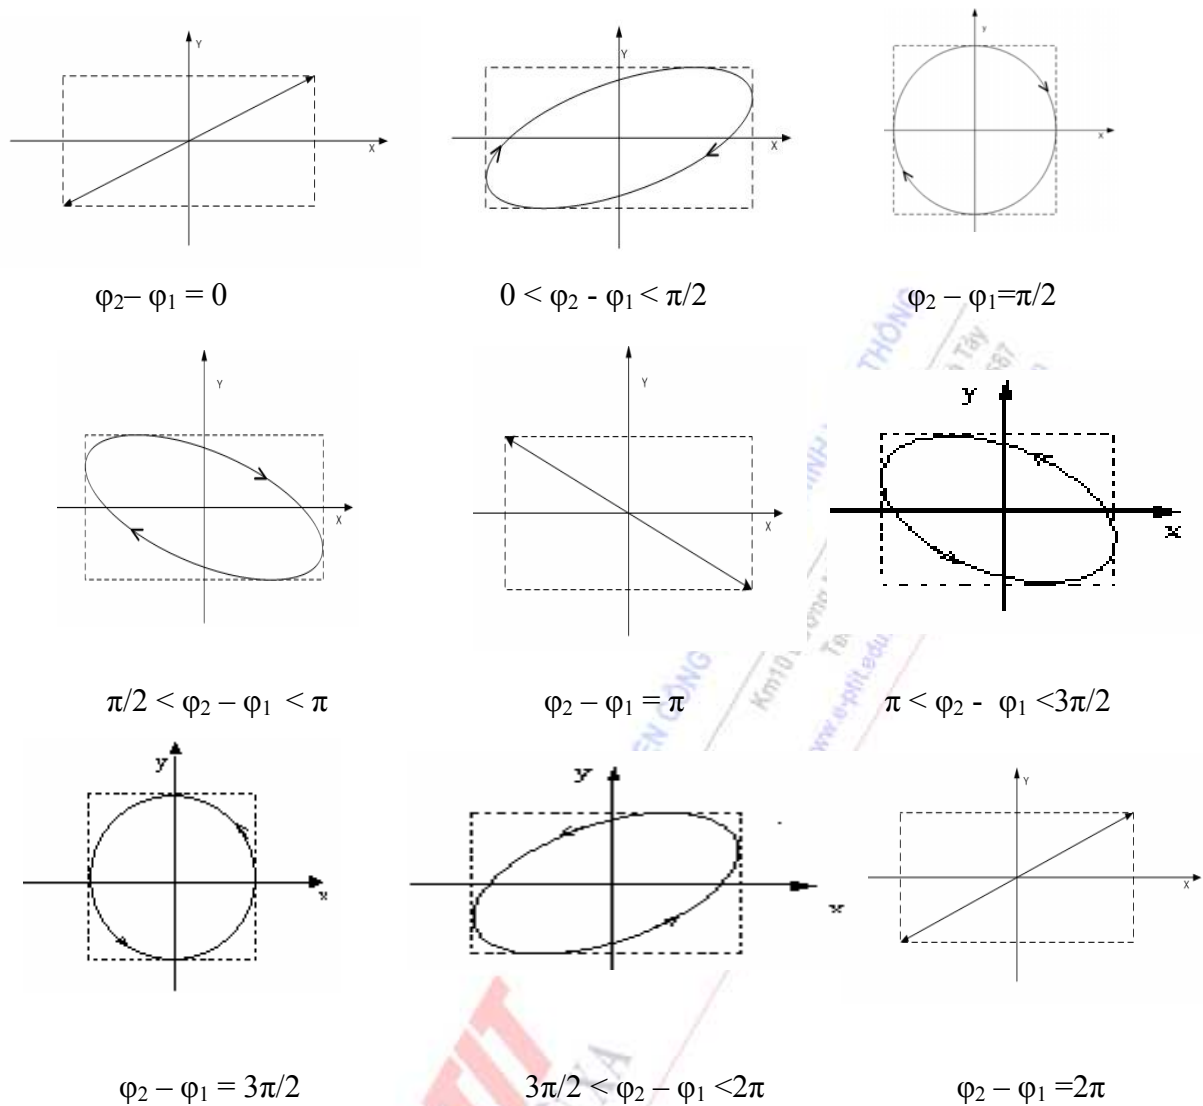 Y Y y
X X x
φ₂– φ₁ = 0 0 < φ₂ - φ₁ < π/2 φ₂ – φ₁=π/2
Y Y y
X X x
π/2 < φ₂ – φ₁ < π φ₂ – φ₁ = π π < φ₂ - φ₁ <3π/2
y y Y
x x X
φ₂ – φ₁ = 3π/2 3π/2 < φ₂ – φ₁ <2π φ₂ – φ₁ =2π